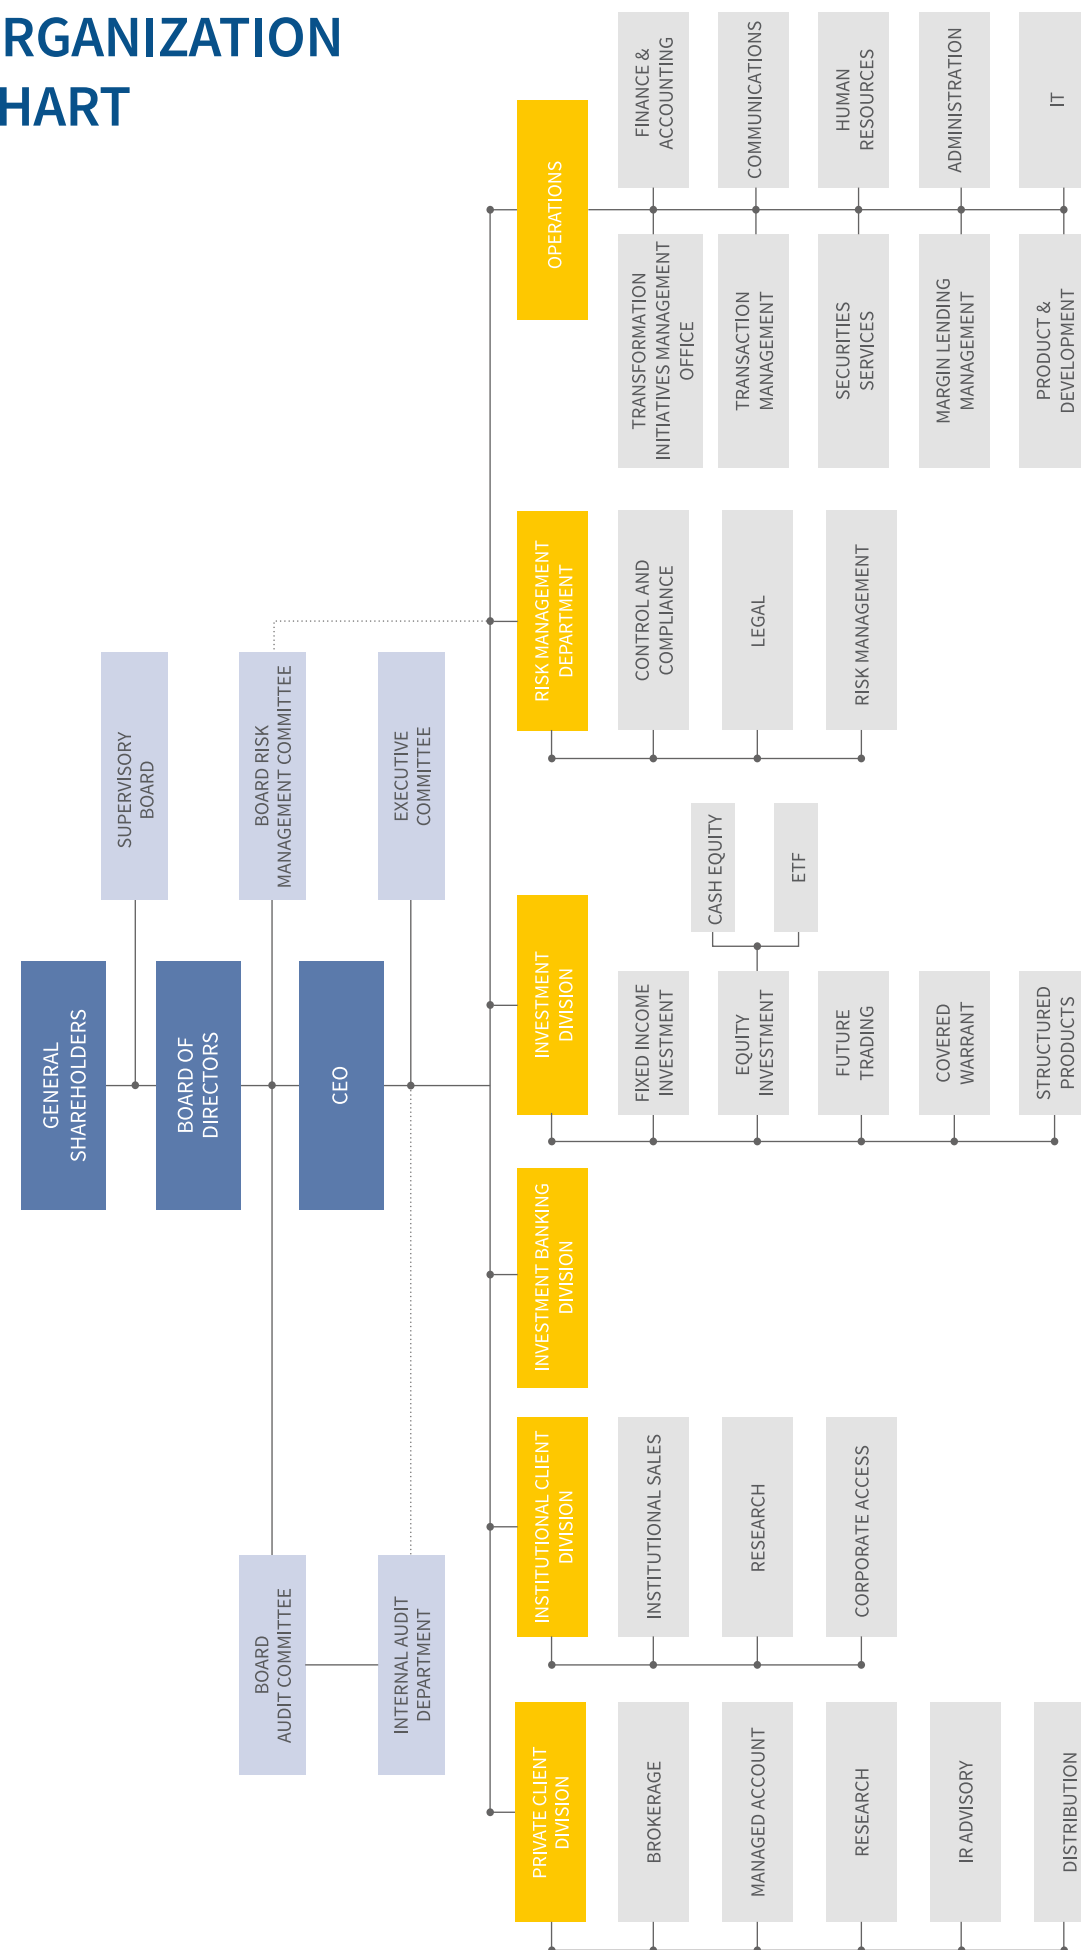 RGANIZATION
HART
GENERAL
SHAREHOLDERS
SUPERVISORY
BOARD
BOARD OF
DIRECTORS
BOARD
AUDIT COMMITTEE
BOARD RISK
MANAGEMENT COMMITTEE
CEO
INTERNAL AUDIT
DEPARTMENT
EXECUTIVE
COMMITTEE
PRIVATE CLIENT
DIVISION
BROKERAGE
MANAGED ACCOUNT
RESEARCH
IR ADVISORY
DISTRIBUTION
INSTITUTIONAL CLIENT
DIVISION
INSTITUTIONAL SALES
RESEARCH
CORPORATE ACCESS
INVESTMENT BANKING
DIVISION
INVESTMENT
DIVISION
FIXED INCOME
INVESTMENT
EQUITY
INVESTMENT
CASH EQUITY
ETF
FUTURE
TRADING
COVERED
WARRANT
STRUCTURED
PRODUCTS
RISK MANAGEMENT
DEPARTMENT
CONTROL AND
COMPLIANCE
LEGAL
RISK MANAGEMENT
OPERATIONS
TRANSFORMATION
INITIATIVES MANAGEMENT
OFFICE
FINANCE &
ACCOUNTING
TRANSACTION
MANAGEMENT
COMMUNICATIONS
SECURITIES
SERVICES
HUMAN
RESOURCES
MARGIN LENDING
MANAGEMENT
ADMINISTRATION
PRODUCT &
DEVELOPMENT
IT